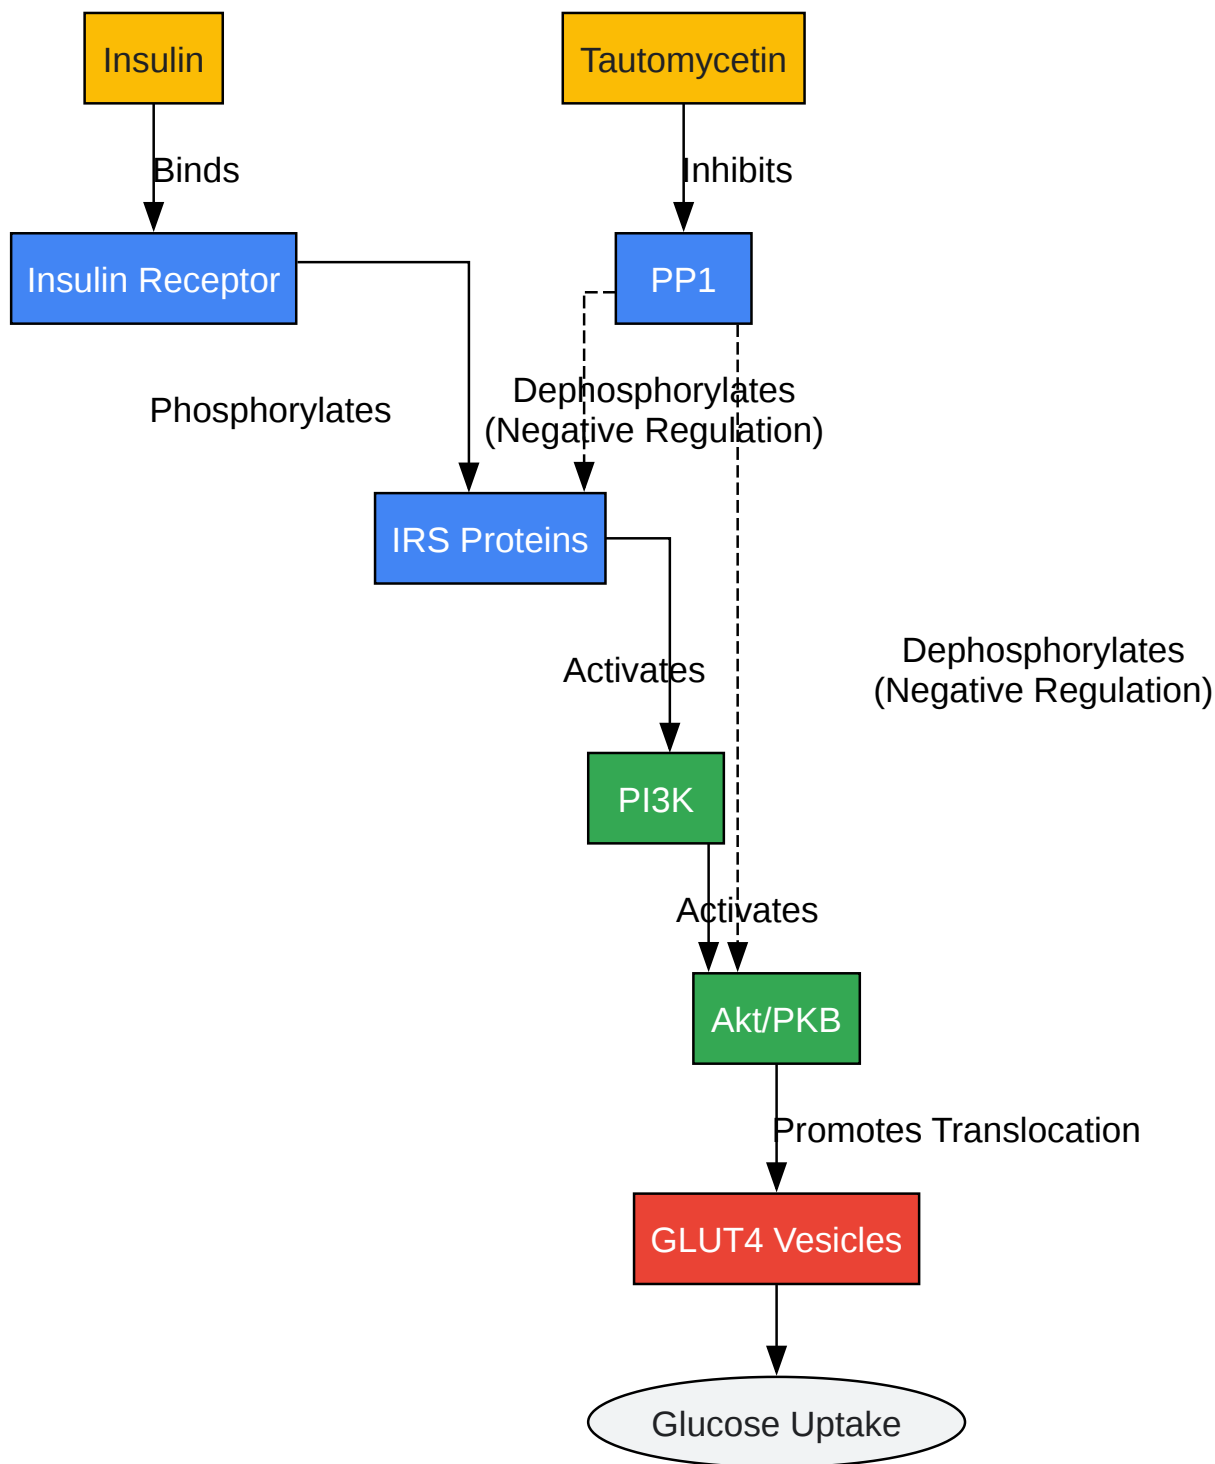 Insulin
Tautomycetin
Binds
Inhibits
Insulin Receptor
PP1
Phosphorylates
Dephosphorylates
(Negative Regulation)
IRS Proteins
Activates
Dephosphorylates
(Negative Regulation)
PI3K
Activates
Akt/PKB
Promotes Translocation
GLUT4 Vesicles
Glucose Uptake